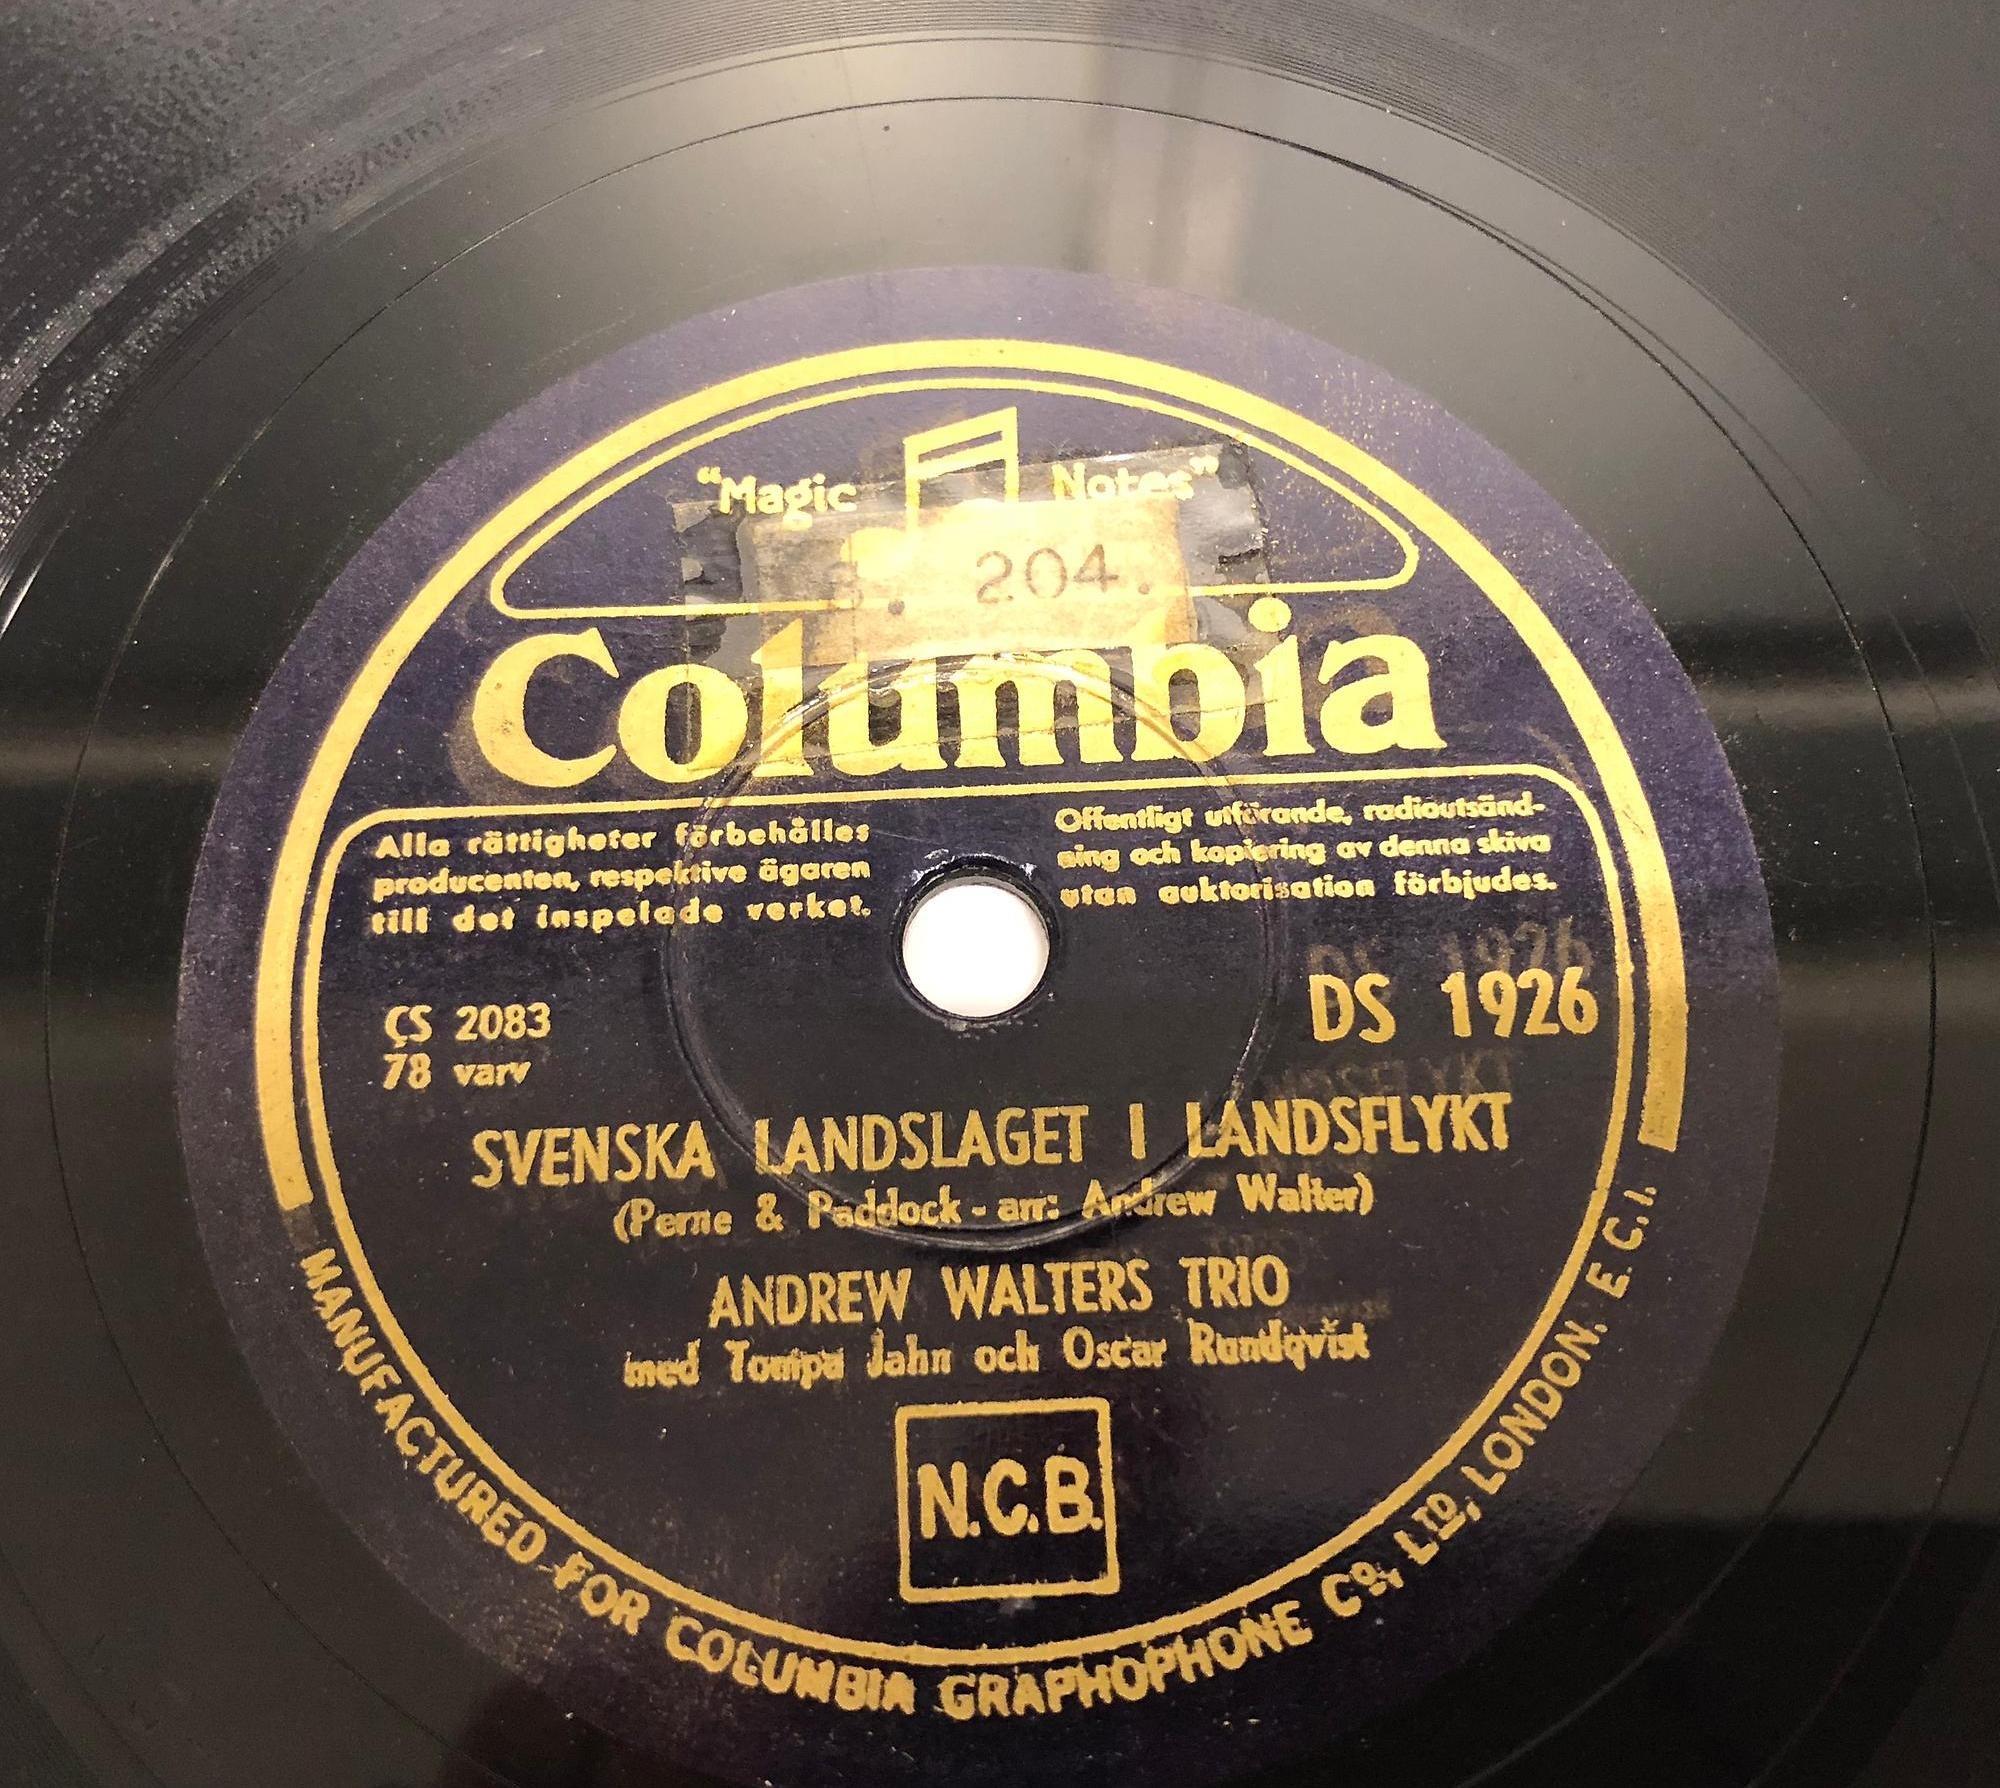 "Magic Notes"
3. 204.
Columbia
Alla rättigheter förbehålles
producenten, respektive ägaren
till det inspelade verket.
Offentligt utförande, radioutsänd-
ning och kopiering av denna skiva
utan auktorisation förbjudes.
CS 2083
78 varv
DS 1926
SVENSKA LANDSLAGET I LANDSFLYKT
(Perne & Paddock - arr: Andrew Walter)
ANDREW WALTERS TRIO
med Tompa Jahn och Oscar Rundqvist
N.C.B.
MANUFACTURED FOR COLUMBIA GRAPHOPHONE Co., LTD, LONDON. E.C.1.